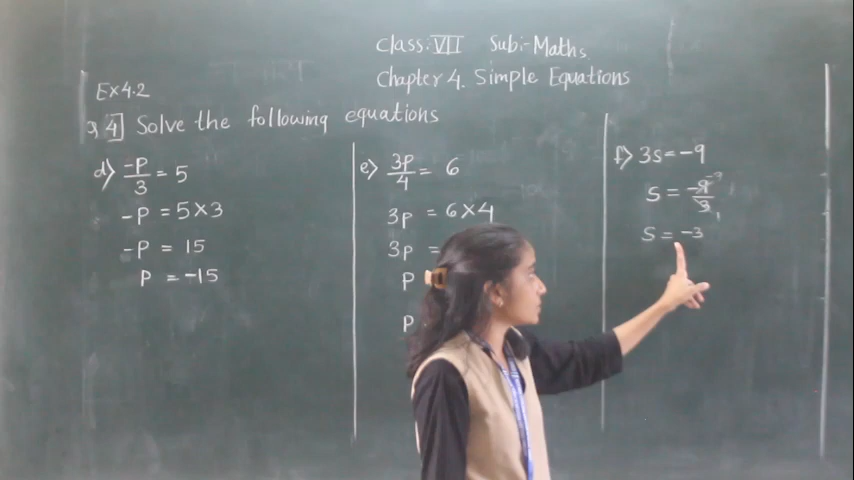 Class: VII Sub:-Maths
Chapter 4. Simple Equations
Ex 4.2
Q 4] Solve the following equations
d) -P/3 = 5
-P = 5×3
-P = 15
P = -15
e) 3P/4 = 6
3P = 6×4
3P =
P
P
f) 3s = -9
s = -9/3
s = -3